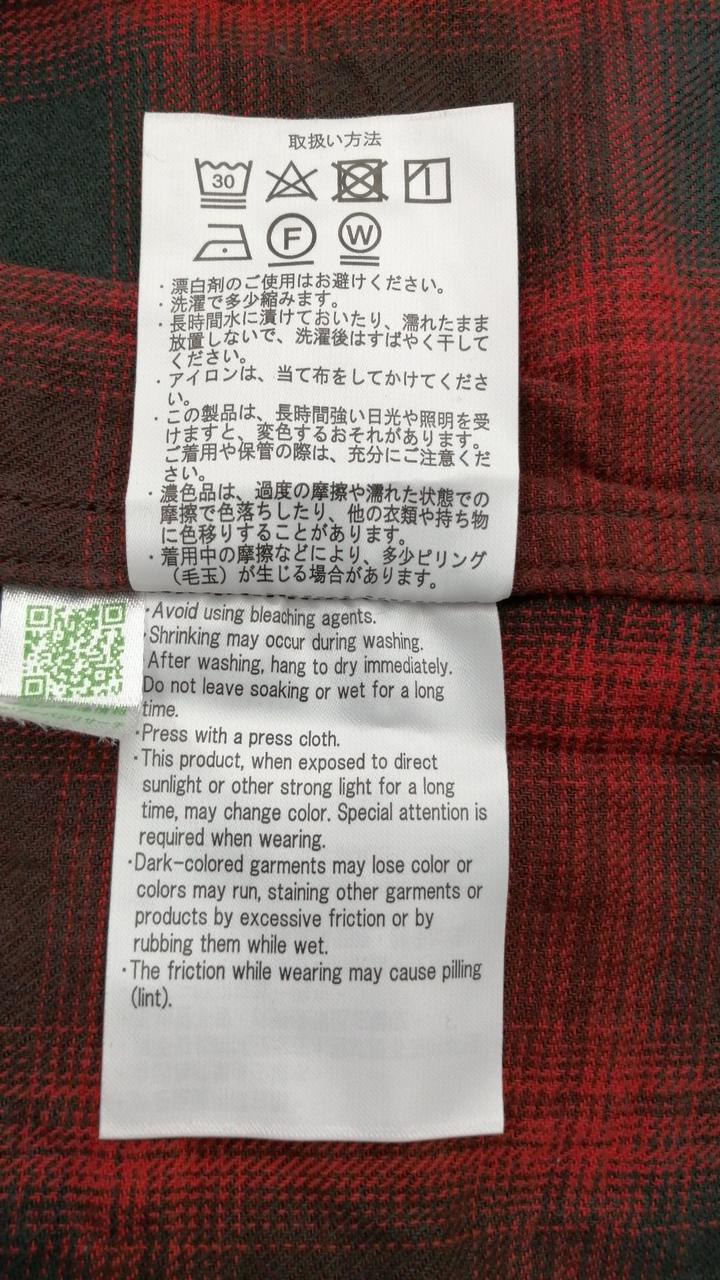 取扱い方法
30
F W
・漂白剤のご使用はお避けください。
・洗濯で多少縮みます。
・長時間水に漬けておいたり、濡れたまま
放置しないで、洗濯後はすばやく干して
ください。
・アイロンは、当て布をしてかけてくださ
い。
・この製品は、長時間強い日光や照明を受
けますと、変色するおそれがあります。
ご着用や保管の際は、充分にご注意くだ
さい。
・濃色品は、過度の摩擦や濡れた状態での
摩擦で色落ちしたり、他の衣類や持ち物
に色移りすることがあります。
・着用中の摩擦などにより、多少ピリング
（毛玉）が生じる場合があります。
・Avoid using bleaching agents.
・Shrinking may occur during washing.
After washing, hang to dry immediately.
Do not leave soaking or wet for a long
time.
・Press with a press cloth.
・This product, when exposed to direct
sunlight or other strong light for a long
time, may change color. Special attention is
required when wearing.
・Dark-colored garments may lose color or
colors may run, staining other garments or
products by excessive friction or by
rubbing them while wet.
・The friction while wearing may cause pilling
(lint).